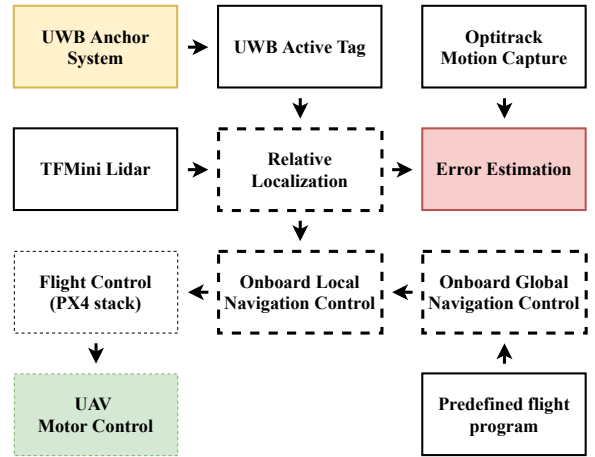 UWB Anchor
System
UWB Active Tag
Optitrack
Motion Capture
TFMini Lidar
Relative
Localization
Error Estimation
Flight Control
(PX4 stack)
Onboard Local
Navigation Control
Onboard Global
Navigation Control
UAV
Motor Control
Predefined flight
program